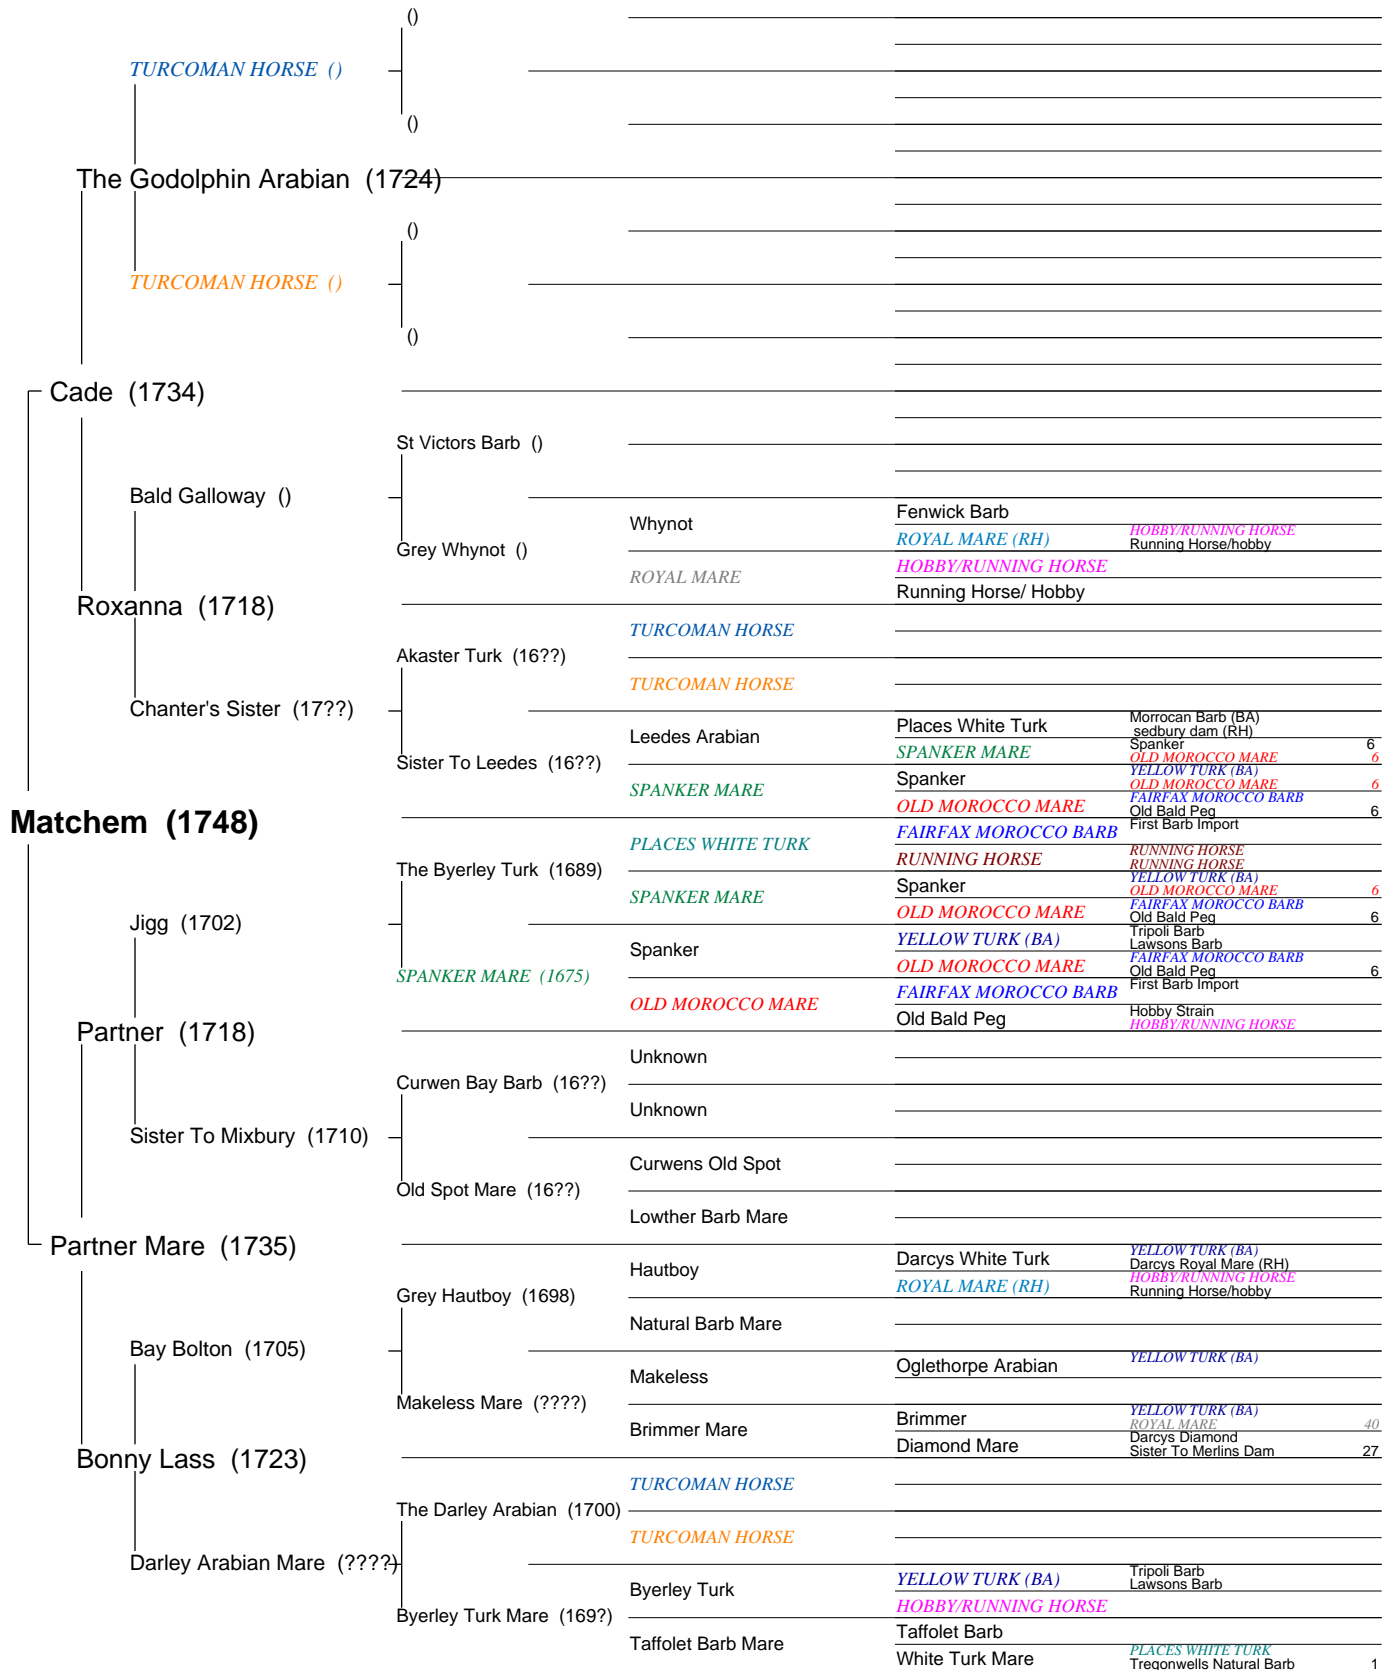 ()
TURCOMAN HORSE ()
()
The Godolphin Arabian (1724)
()
TURCOMAN HORSE ()
()
Cade (1734)
St Victors Barb ()
Bald Galloway ()
Fenwick Barb
Whynot
HOBBY/RUNNING HORSE
ROYAL MARE (RH)
Running Horse/hobby
Grey Whynot ()
HOBBY/RUNNING HORSE
ROYAL MARE
Running Horse/ Hobby
Roxanna (1718)
TURCOMAN HORSE
Akaster Turk (16??)
TURCOMAN HORSE
Chanter's Sister (17??)
Morrocan Barb (BA)
Places White Turk
sedbury dam (RH)
Leedes Arabian
Spanker 6
SPANKER MARE
OLD MOROCCO MARE 6
Sister To Leedes (16??)
YELLOW TURK (BA)
Spanker
OLD MOROCCO MARE 6
SPANKER MARE
FAIRFAX MOROCCO BARB
OLD MOROCCO MARE
Old Bald Peg 6
Matchem (1748)
First Barb Import
FAIRFAX MOROCCO BARB
PLACES WHITE TURK
RUNNING HORSE
RUNNING HORSE
RUNNING HORSE
The Byerley Turk (1689)
YELLOW TURK (BA)
Spanker
OLD MOROCCO MARE 6
SPANKER MARE
FAIRFAX MOROCCO BARB
OLD MOROCCO MARE
Old Bald Peg 6
Jigg (1702)
Tripoli Barb
YELLOW TURK (BA)
Lawsons Barb
Spanker
FAIRFAX MOROCCO BARB
OLD MOROCCO MARE
Old Bald Peg 6
SPANKER MARE (1675)
First Barb Import
FAIRFAX MOROCCO BARB
OLD MOROCCO MARE
Hobby Strain
Old Bald Peg
HOBBY/RUNNING HORSE
Partner (1718)
Unknown
Curwen Bay Barb (16??)
Unknown
Sister To Mixbury (1710)
Curwens Old Spot
Old Spot Mare (16??)
Lowther Barb Mare
Partner Mare (1735)
YELLOW TURK (BA)
Darcys White Turk
Darcys Royal Mare (RH)
Hautboy
HOBBY/RUNNING HORSE
ROYAL MARE (RH)
Running Horse/hobby
Grey Hautboy (1698)
Natural Barb Mare
Bay Bolton (1705)
YELLOW TURK (BA)
Oglethorpe Arabian
Makeless
Makeless Mare (????)
YELLOW TURK (BA)
Brimmer
ROYAL MARE 40
Brimmer Mare
Darcys Diamond
Diamond Mare
Sister To Merlins Dam 27
Bonny Lass (1723)
TURCOMAN HORSE
The Darley Arabian (1700)
TURCOMAN HORSE
Darley Arabian Mare (????)
Tripoli Barb
YELLOW TURK (BA)
Lawsons Barb
Byerley Turk
HOBBY/RUNNING HORSE
Byerley Turk Mare (169?)
Taffolet Barb
Taffolet Barb Mare
PLACES WHITE TURK
White Turk Mare
Tregonwells Natural Barb 1